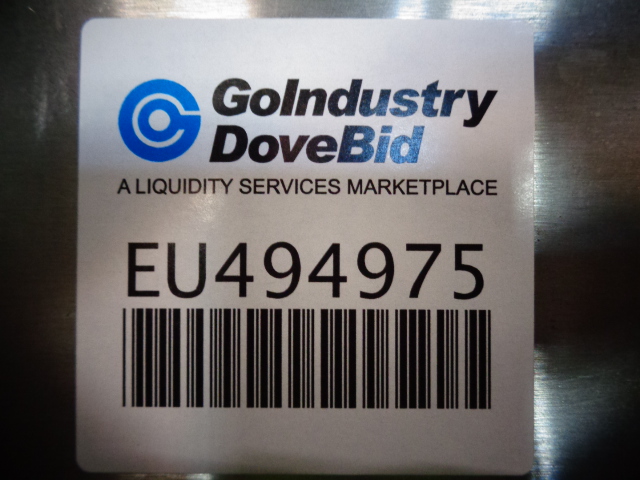 GoIndustry
DoveBid
A LIQUIDITY SERVICES MARKETPLACE
EU494975